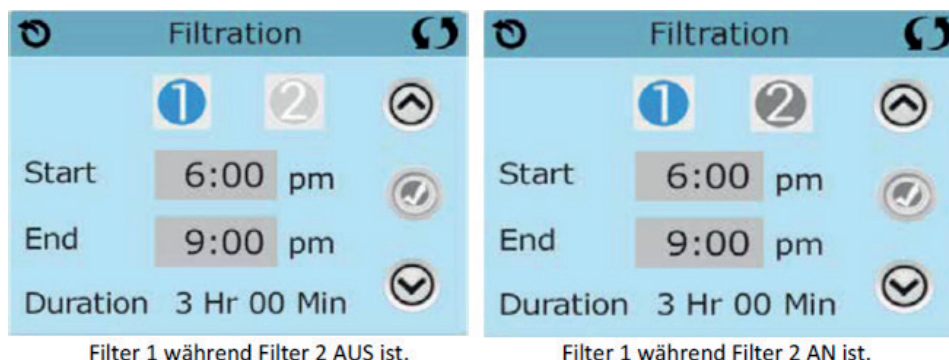 Filtration
1 2
Start 6:00 pm
End 9:00 pm
Duration 3 Hr 00 Min
Filter 1 während Filter 2 AUS ist.
Filtration
1 2
Start 6:00 pm
End 9:00 pm
Duration 3 Hr 00 Min
Filter 1 während Filter 2 AN ist.